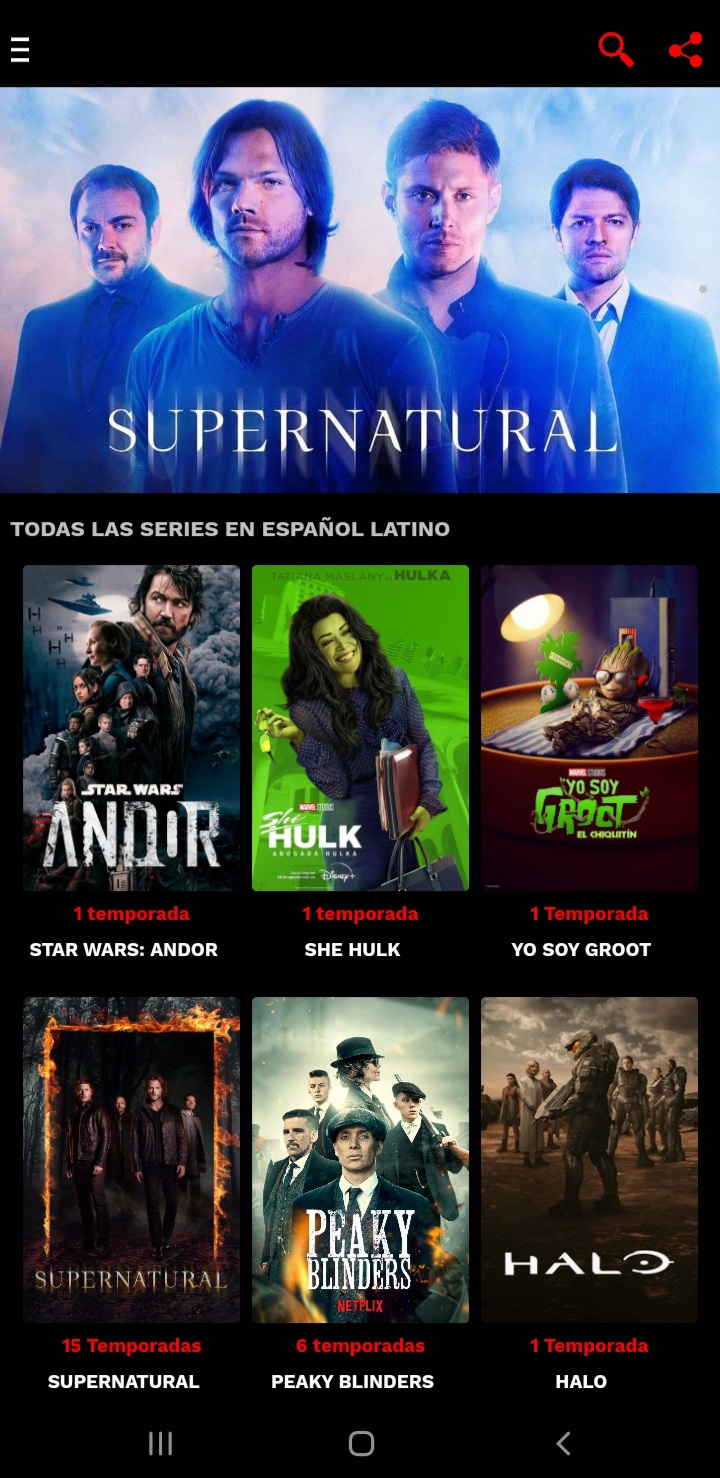 SUPERNATURAL
TODAS LAS SERIES EN ESPAÑOL LATINO
STAR WARS
ANDOR
TATIANA MASLANY ES HULKA
MARVEL STUDIOS
She
HULK
ABOGADA HULKA
Disney+
MARVEL STUDIOS
YO SOY
GROOT
EL CHIQUITÍN
1 temporada
1 temporada
1 Temporada
STAR WARS: ANDOR
SHE HULK
YO SOY GROOT
SUPERNATURAL
PEAKY
BLINDERS
NETFLIX
HALO
15 Temporadas
6 temporadas
1 Temporada
SUPERNATURAL
PEAKY BLINDERS
HALO